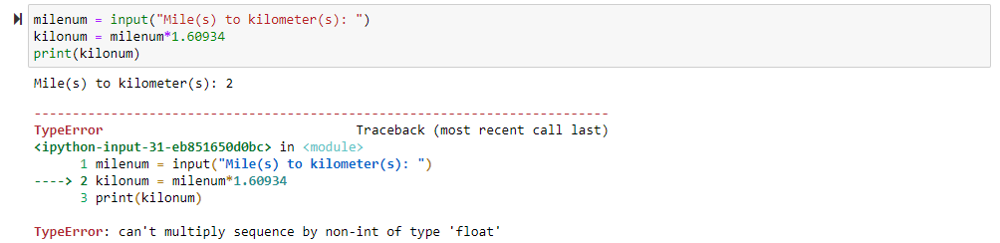 milenum = input("Mile(s) to kilometer(s): ")
kilonum = milenum*1.60934
print(kilonum)
Mile(s) to kilometer(s): 2
---------------------------------------------------------------------------
TypeError                                 Traceback (most recent call last)
<ipython-input-31-eb851650d0bc> in <module>
      1 milenum = input("Mile(s) to kilometer(s): ")
----> 2 kilonum = milenum*1.60934
      3 print(kilonum)
TypeError: can't multiply sequence by non-int of type 'float'